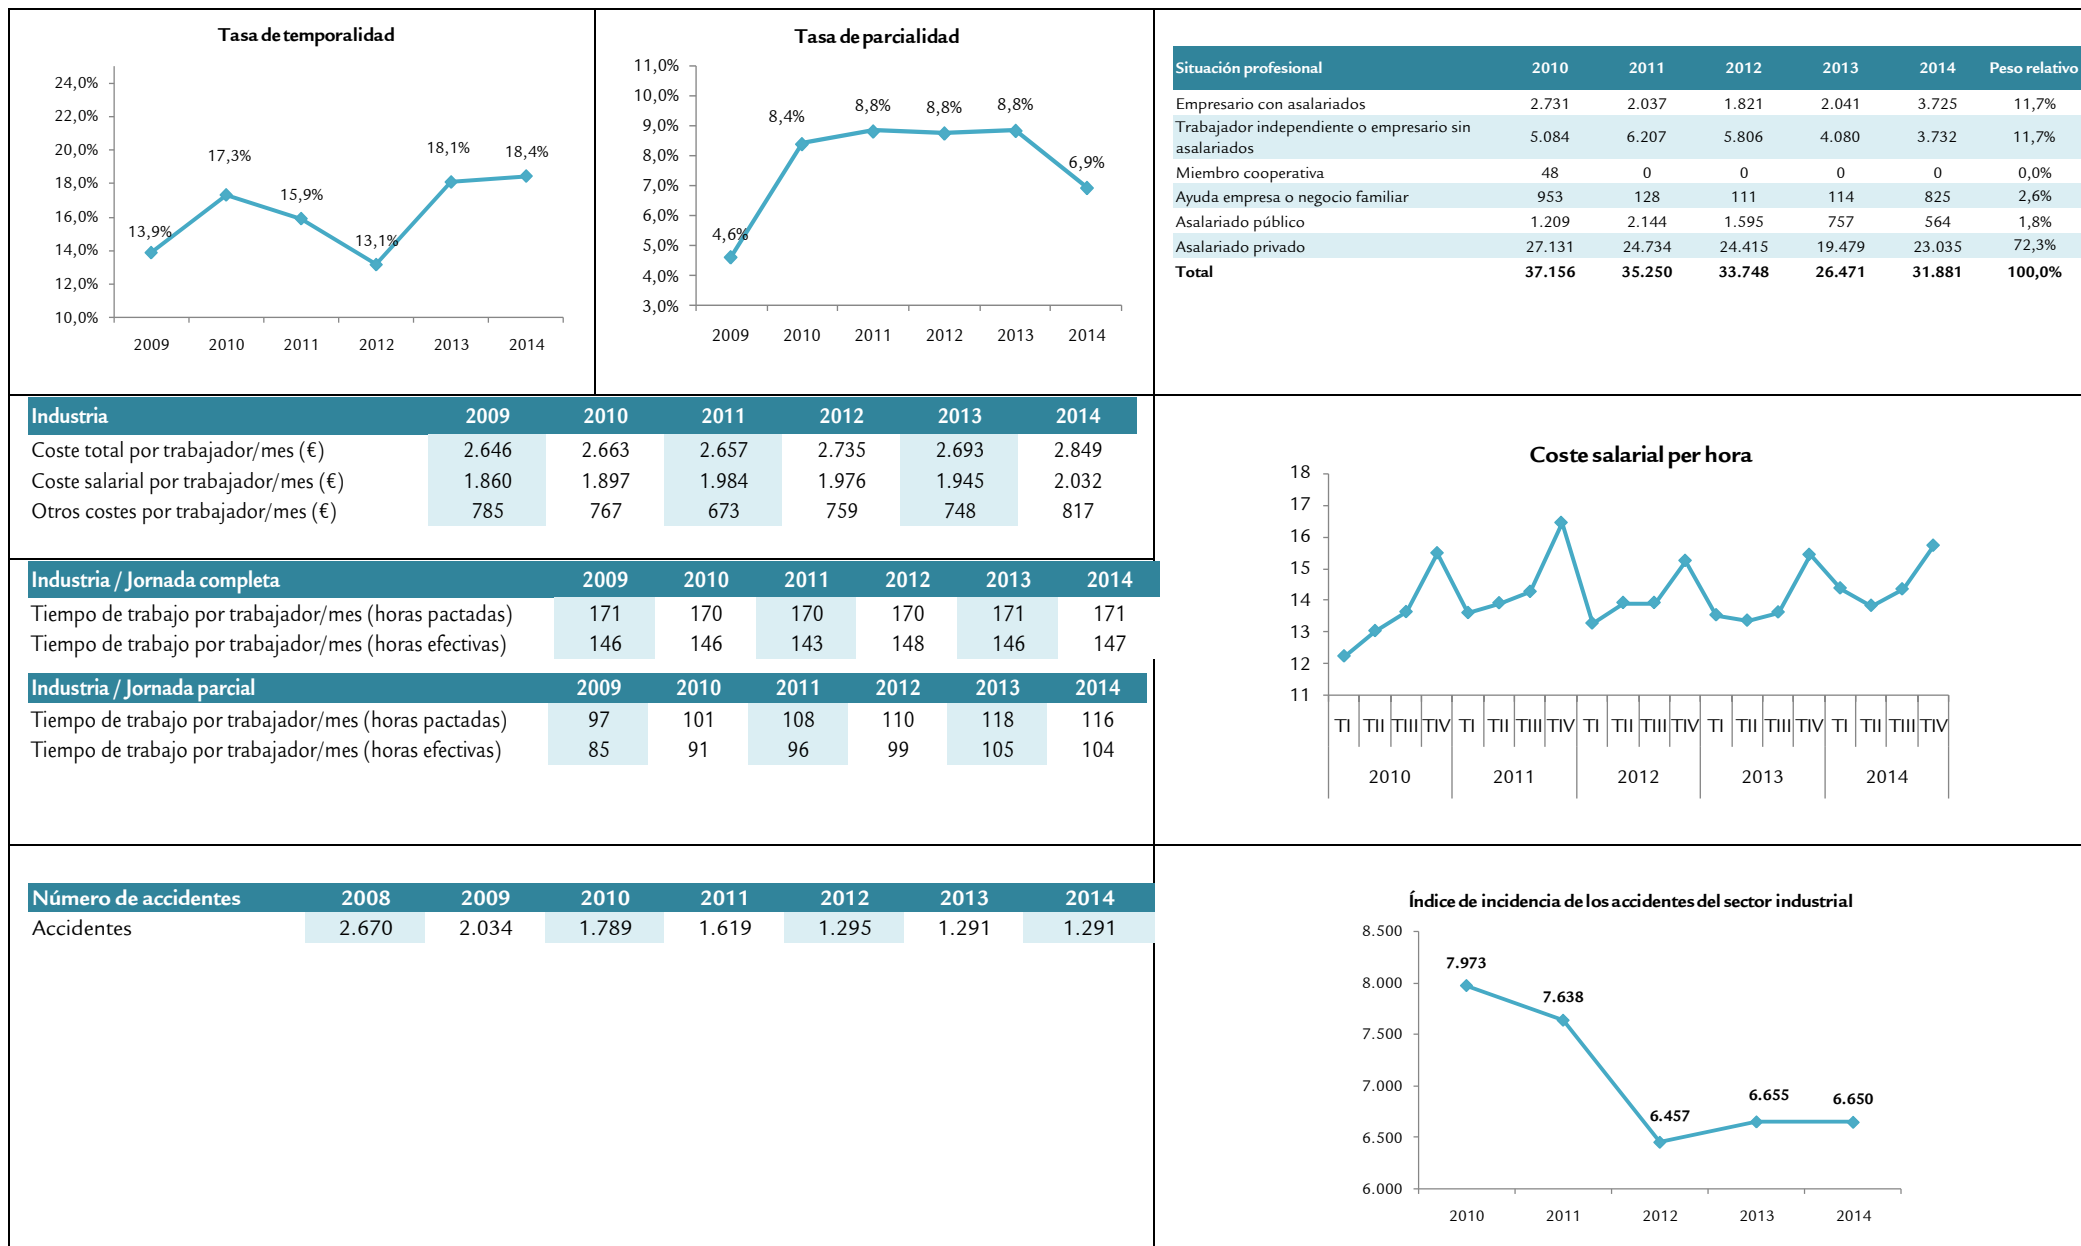 Tasa de temporalidad
24,0%
22,0%
20,0%
18,0%
16,0%
14,0%
12,0%
10,0%
13,9%
17,3%
15,9%
13,1%
18,1%
18,4%
2009 2010 2011 2012 2013 2014
Tasa de parcialidad
11,0%
10,0%
9,0%
8,0%
7,0%
6,0%
5,0%
4,0%
3,0%
4,6%
8,4%
8,8%
8,8%
8,8%
6,9%
2009 2010 2011 2012 2013 2014
Situación profesional 2010 2011 2012 2013 2014 Peso relativo
Empresario con asalariados 2.731 2.037 1.821 2.041 3.725 11,7%
Trabajador independiente o empresario sin
asalariados 5.084 6.207 5.806 4.080 3.732 11,7%
Miembro cooperativa 48 0 0 0 0 0,0%
Ayuda empresa o negocio familiar 953 128 111 114 825 2,6%
Asalariado público 1.209 2.144 1.595 757 564 1,8%
Asalariado privado 27.131 24.734 24.415 19.479 23.035 72,3%
Total 37.156 35.250 33.748 26.471 31.881 100,0%
Industria 2009 2010 2011 2012 2013 2014
Coste total por trabajador/mes (€) 2.646 2.663 2.657 2.735 2.693 2.849
Coste salarial por trabajador/mes (€) 1.860 1.897 1.984 1.976 1.945 2.032
Otros costes por trabajador/mes (€) 785 767 673 759 748 817
Industria / Jornada completa 2009 2010 2011 2012 2013 2014
Tiempo de trabajo por trabajador/mes (horas pactadas) 171 170 170 170 171 171
Tiempo de trabajo por trabajador/mes (horas efectivas) 146 146 143 148 146 147
Industria / Jornada parcial 2009 2010 2011 2012 2013 2014
Tiempo de trabajo por trabajador/mes (horas pactadas) 97 101 108 110 118 116
Tiempo de trabajo por trabajador/mes (horas efectivas) 85 91 96 99 105 104
Coste salarial per hora
18
17
16
15
14
13
12
11
TI TII TIII TIV TI TII TIII TIV TI TII TIII TIV TI TII TIII TIV TI TII TIII TIV
2010 2011 2012 2013 2014
Número de accidentes 2008 2009 2010 2011 2012 2013 2014
Accidentes 2.670 2.034 1.789 1.619 1.295 1.291 1.291
Índice de incidencia de los accidentes del sector industrial
8.500
8.000
7.500
7.000
6.500
6.000
7.973
7.638
6.457
6.655
6.650
2010 2011 2012 2013 2014